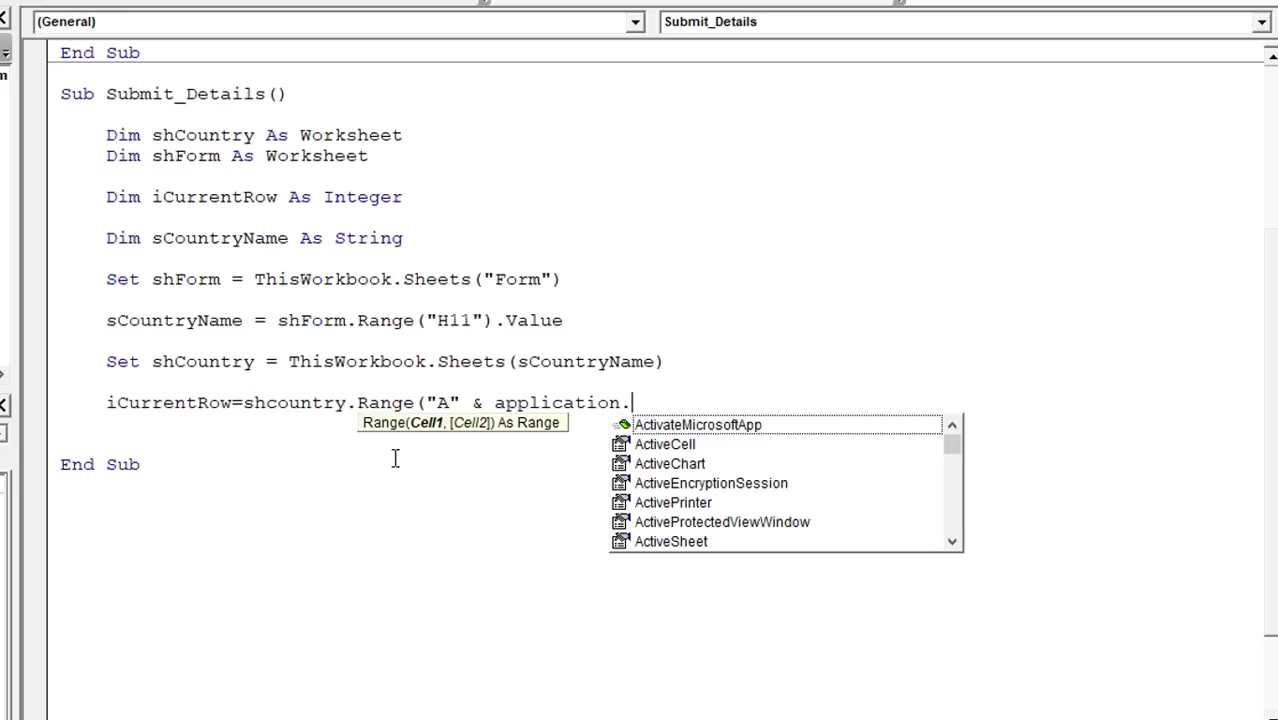 (General)
Submit_Details
End Sub
Sub Submit_Details()
Dim shCountry As Worksheet
Dim shForm As Worksheet
Dim iCurrentRow As Integer
Dim sCountryName As String
Set shForm = ThisWorkbook.Sheets("Form")
sCountryName = shForm.Range("H11").Value
Set shCountry = ThisWorkbook.Sheets(sCountryName)
iCurrentRow=shcountry.Range("A" & application.
Range(Cell1, [Cell2]) As Range
ActivateMicrosoftApp
ActiveCell
ActiveChart
ActiveEncryptionSession
ActivePrinter
ActiveProtectedViewWindow
ActiveSheet
End Sub